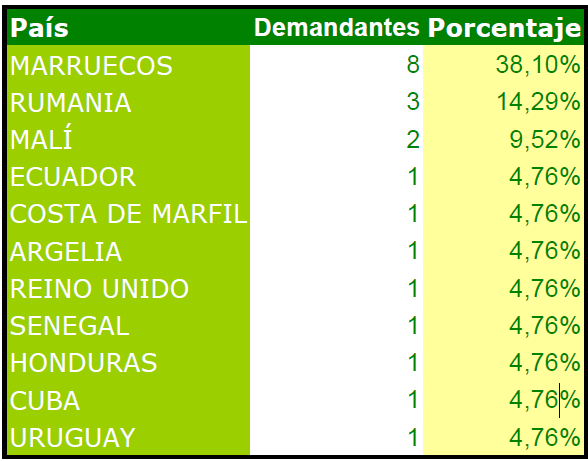 País Demandantes Porcentaje
MARRUECOS 8 38,10%
RUMANIA 3 14,29%
MALÍ 2 9,52%
ECUADOR 1 4,76%
COSTA DE MARFIL 1 4,76%
ARGELIA 1 4,76%
REINO UNIDO 1 4,76%
SENEGAL 1 4,76%
HONDURAS 1 4,76%
CUBA 1 4,76%
URUGUAY 1 4,76%